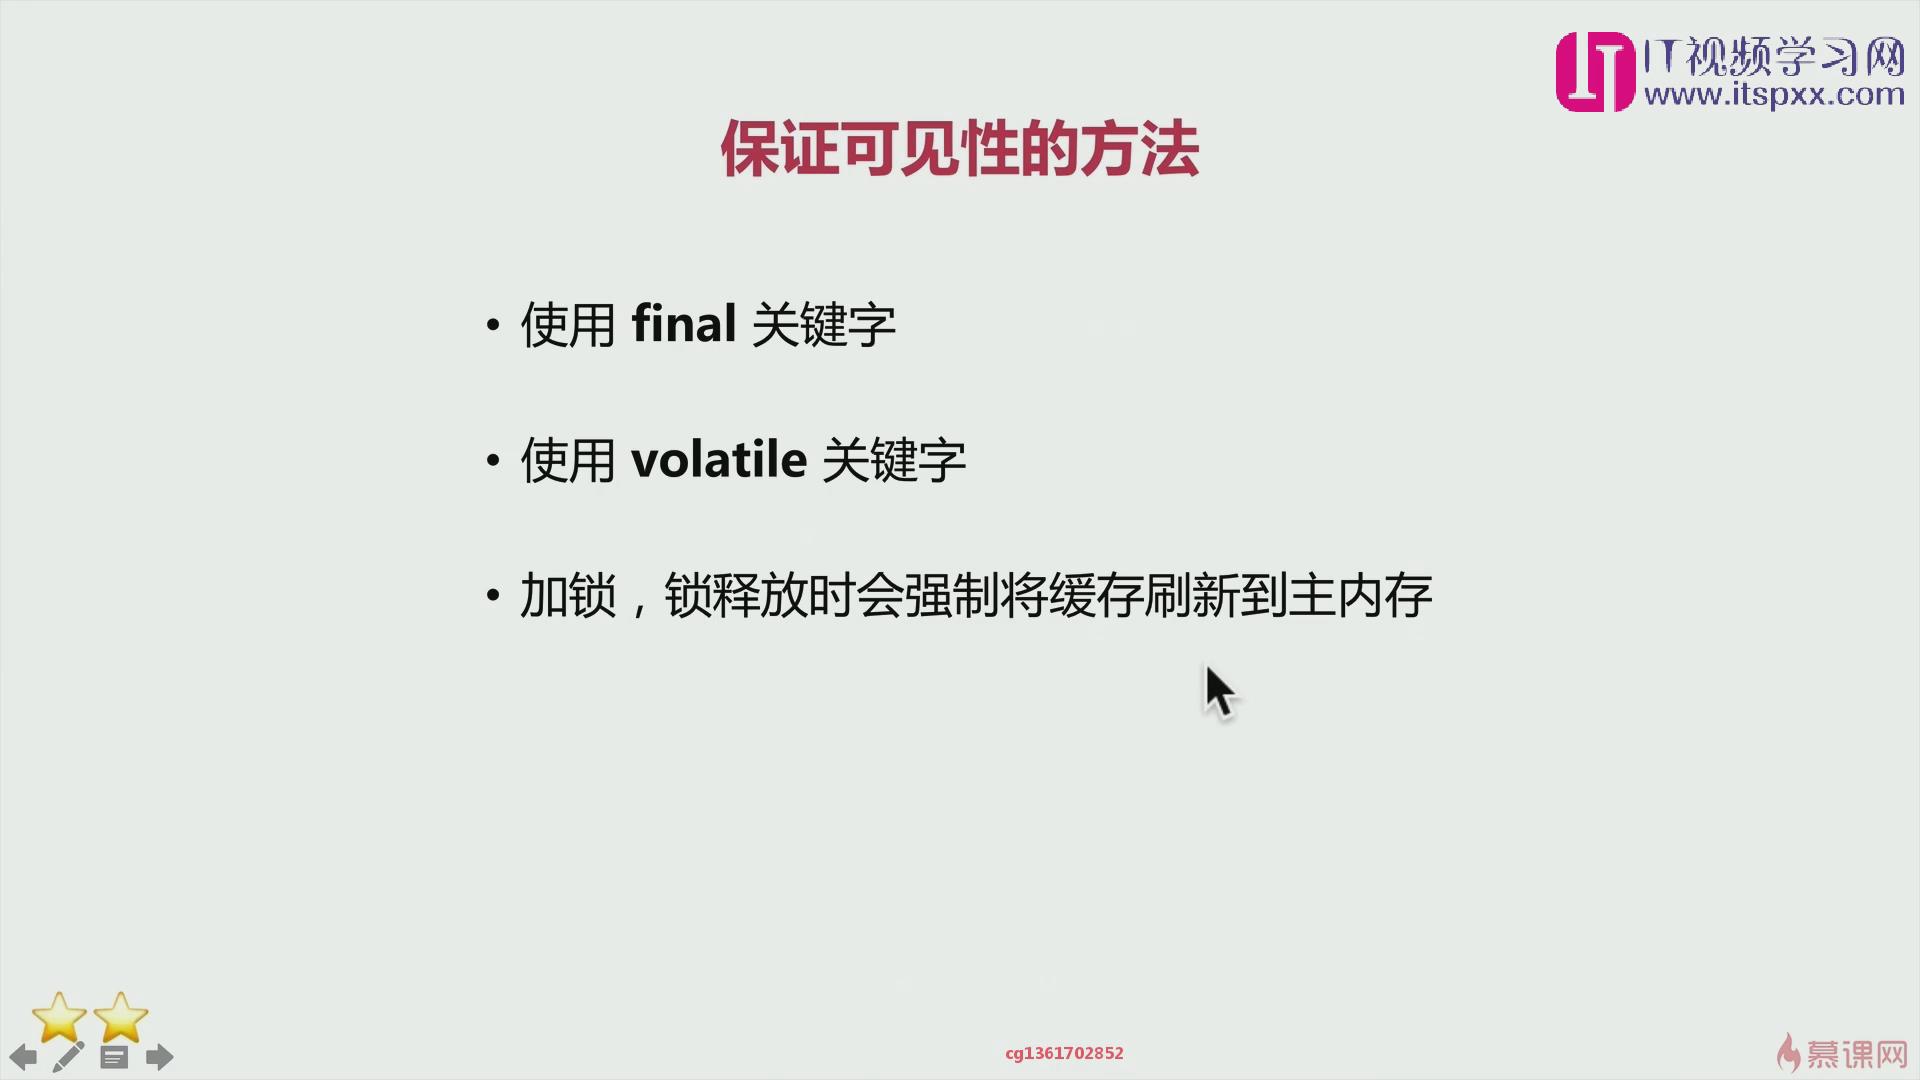 IT视频学习网
www.itspxx.com
保证可见性的方法
• 使用 final 关键字
• 使用 volatile 关键字
• 加锁，锁释放时会强制将缓存刷新到主内存
cg1361702852
慕课网